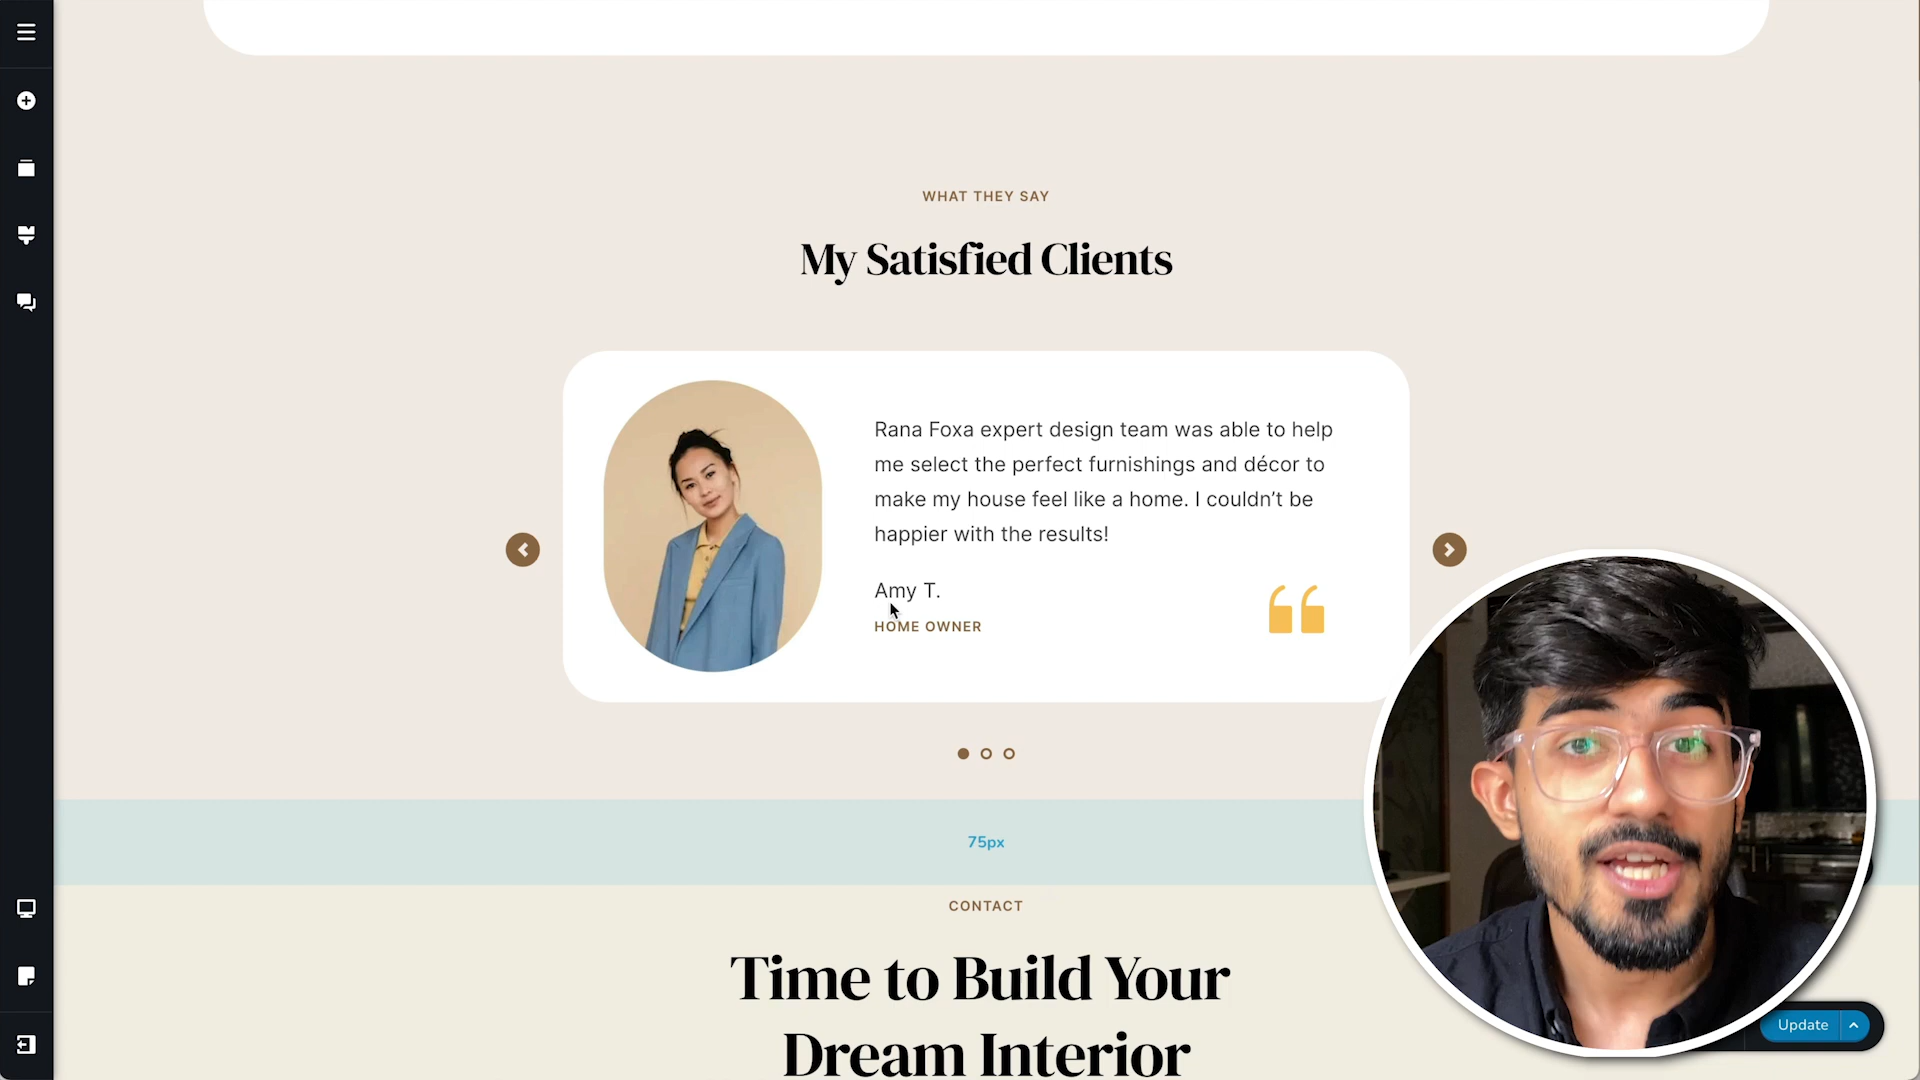 WHAT THEY SAY
My Satisfied Clients
Rana Foxa expert design team was able to help
me select the perfect furnishings and décor to
make my house feel like a home. I couldn’t be
happier with the results!
Amy T.
HOME OWNER
75px
CONTACT
Time to Build Your
Dream Interior
Update